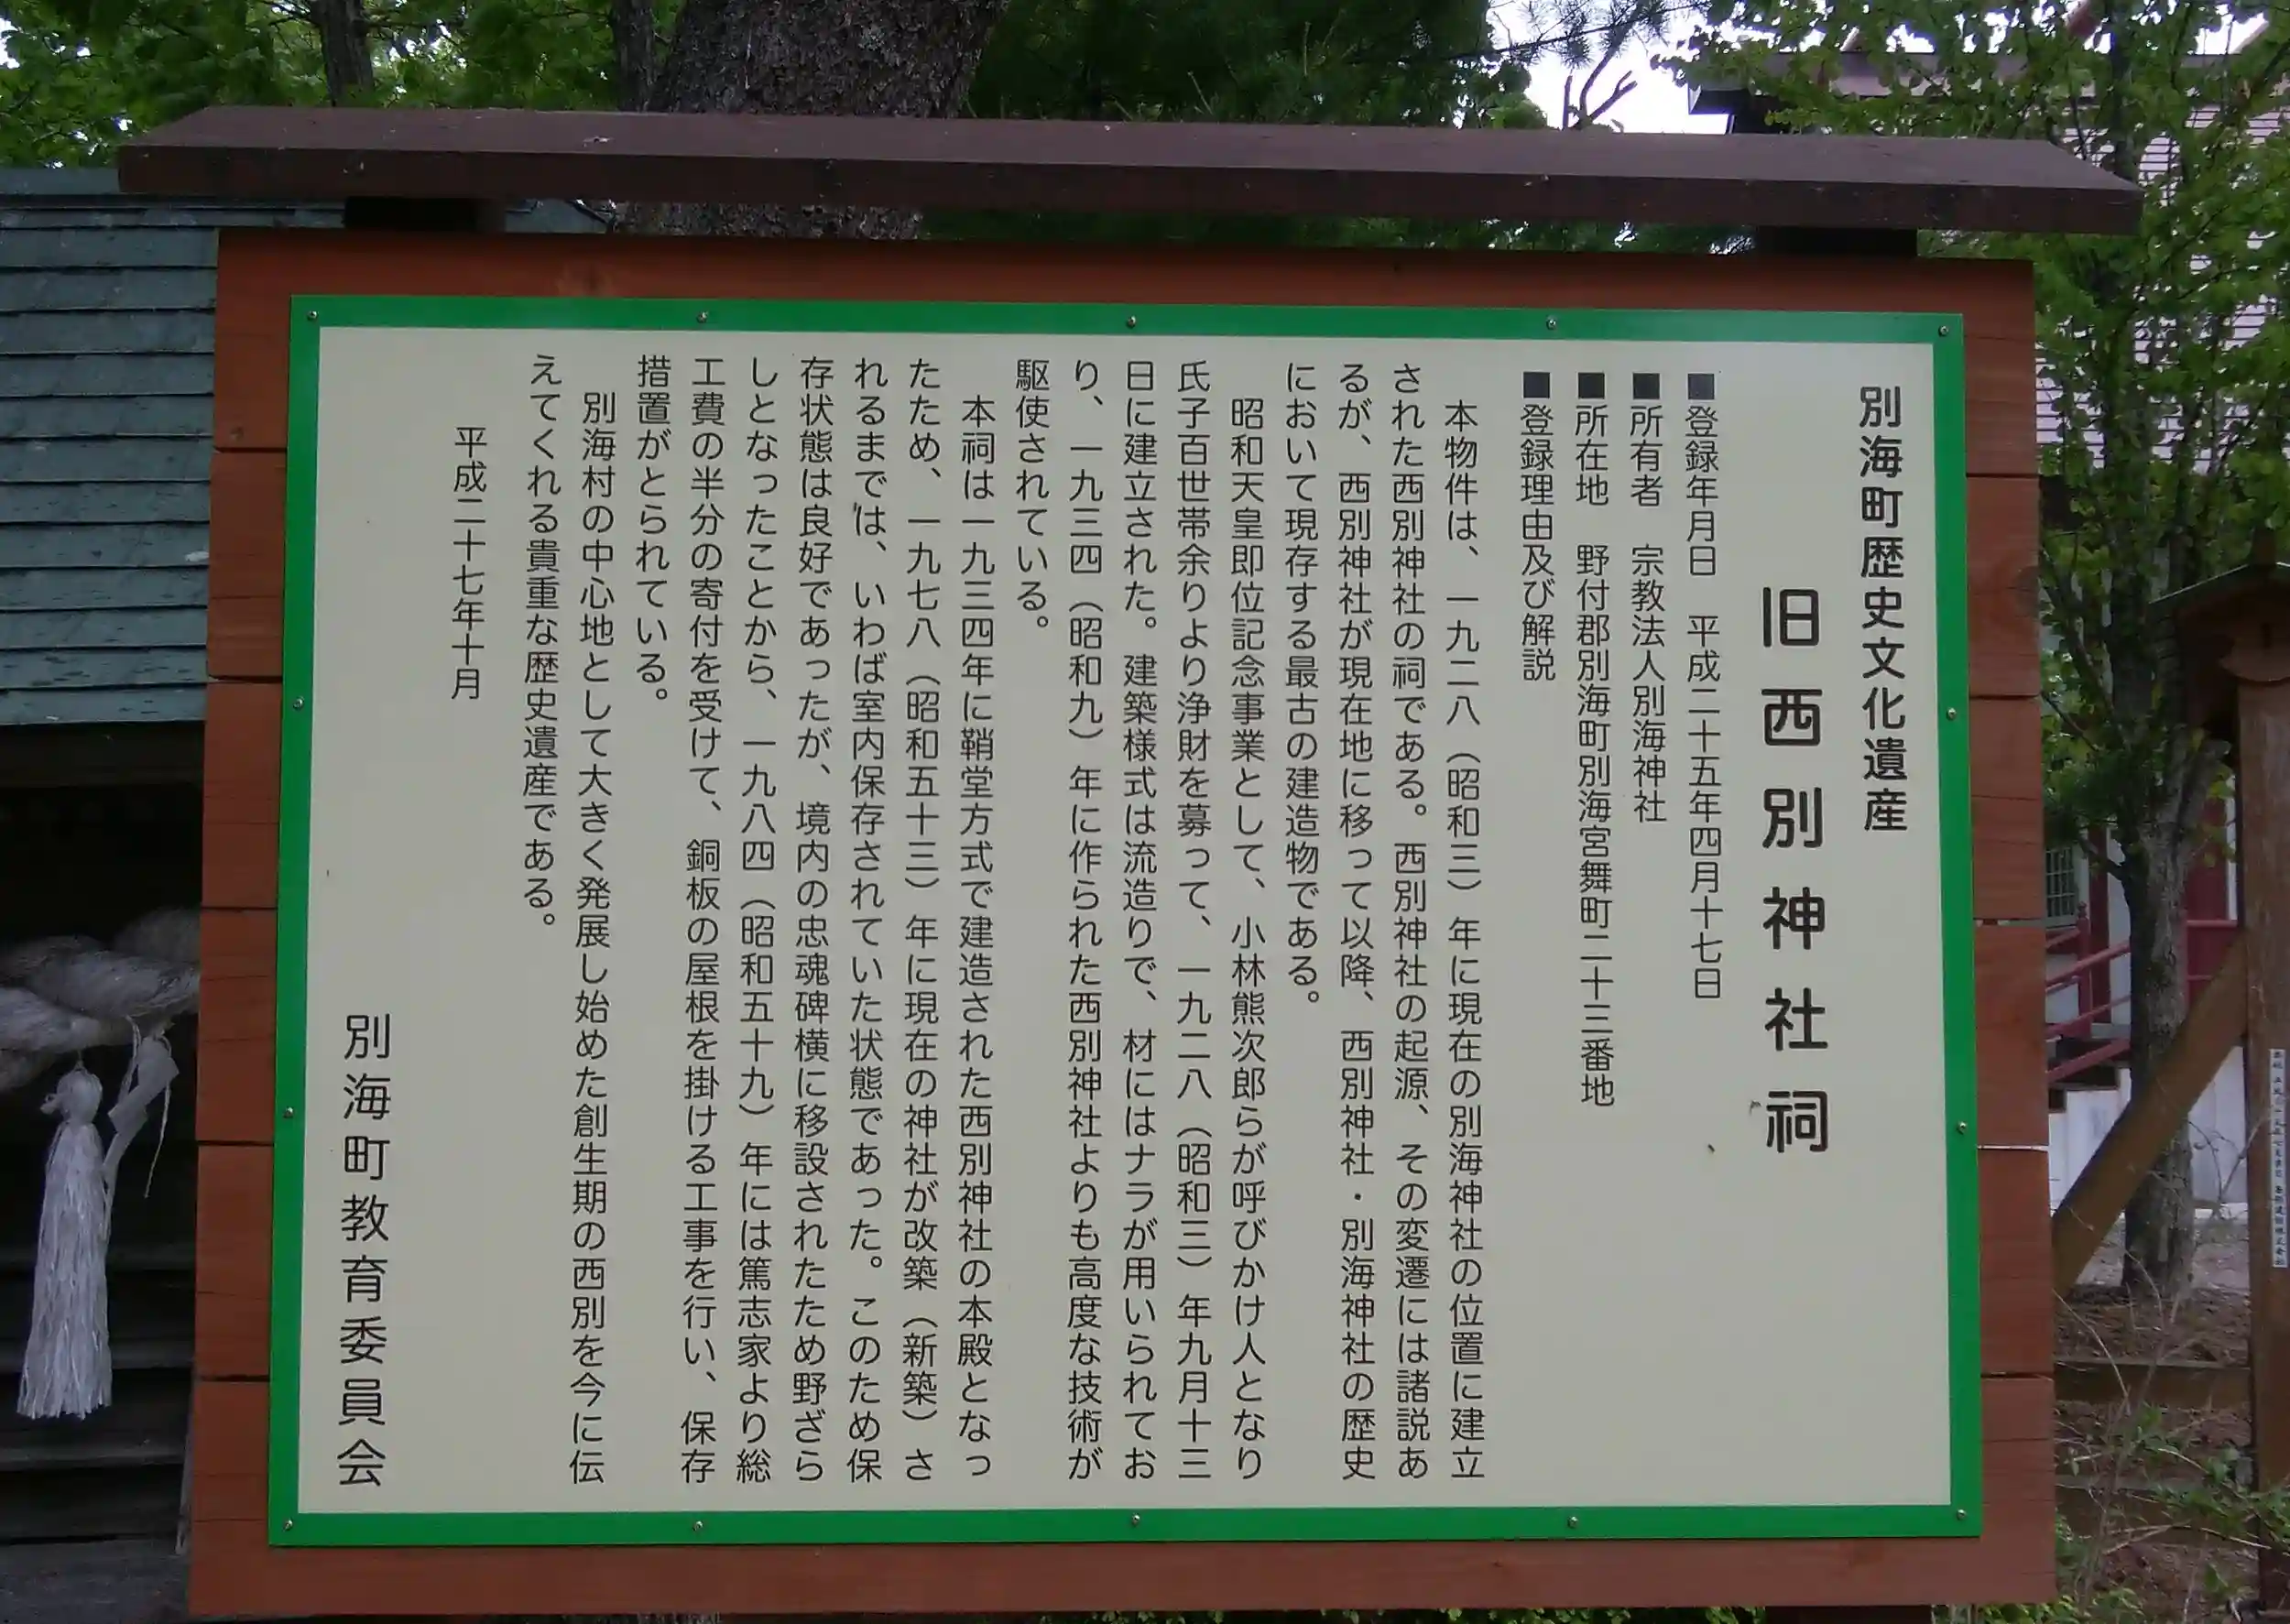 別海町歴史文化遺産
旧西別神社祠
■登録年月日　平成二十五年四月十七日
■所有者　宗教法人別海神社
■所在地　野付郡別海町別海宮舞町二十三番地
■登録理由及び解説
本物件は、一九二八（昭和三）年に現在の別海神社の位置に建立
された西別神社の祠である。西別神社の起源、その変遷には諸説あ
るが、西別神社が現在地に移って以降、西別神社・別海神社の歴史
において現存する最古の建造物である。
昭和天皇即位記念事業として、小林熊次郎らが呼びかけ人となり
氏子百世帯余りより浄財を募って、一九二八（昭和三）年九月十三
日に建立された。建築様式は流造りで、材にはナラが用いられてお
り、一九三四（昭和九）年に作られた西別神社よりも高度な技術が
駆使されている。
本祠は一九三四年に鞘堂方式で建造された西別神社の本殿となっ
たため、一九七八（昭和五十三）年に現在の神社が改築（新築）さ
れるまでは、いわば室内保存されていた状態であった。このため保
存状態は良好であったが、境内の忠魂碑横に移設されたため野ざら
しとなったことから、一九八四（昭和五十九）年には篤志家より総
工費の半分の寄付を受けて、銅板の屋根を掛ける工事を行い、保存
措置がとられている。
別海村の中心地として大きく発展し始めた創生期の西別を今に伝
えてくれる貴重な歴史遺産である。
平成二十七年十月
別海町教育委員会